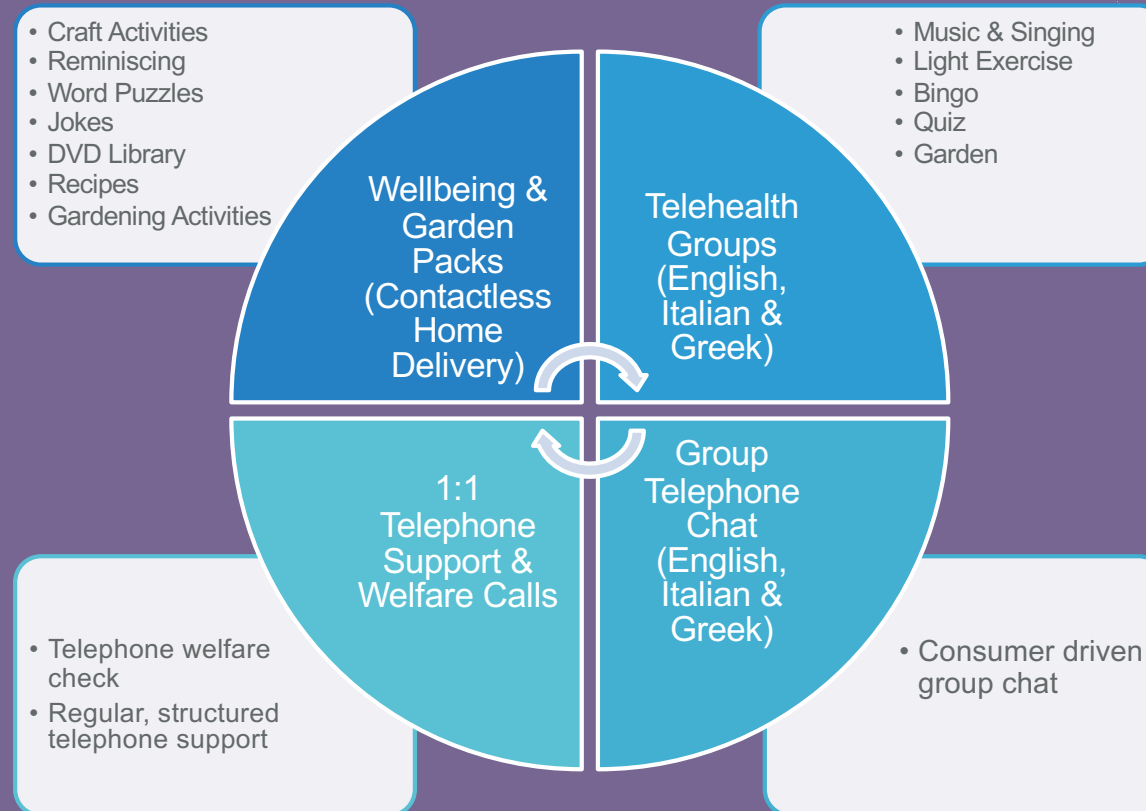 • Craft Activities
• Reminiscing
• Word Puzzles
• Jokes
• DVD Library
• Recipes
• Gardening Activities
Wellbeing &
Garden
Packs
(Contactless
Home
Delivery)
Telehealth
Groups
(English,
Italian &
Greek)
• Music & Singing
• Light Exercise
• Bingo
• Quiz
• Garden
1:1
Telephone
Support &
Welfare Calls
• Telephone welfare
check
• Regular, structured
telephone support
Group
Telephone
Chat
(English,
Italian &
Greek)
• Consumer driven
group chat